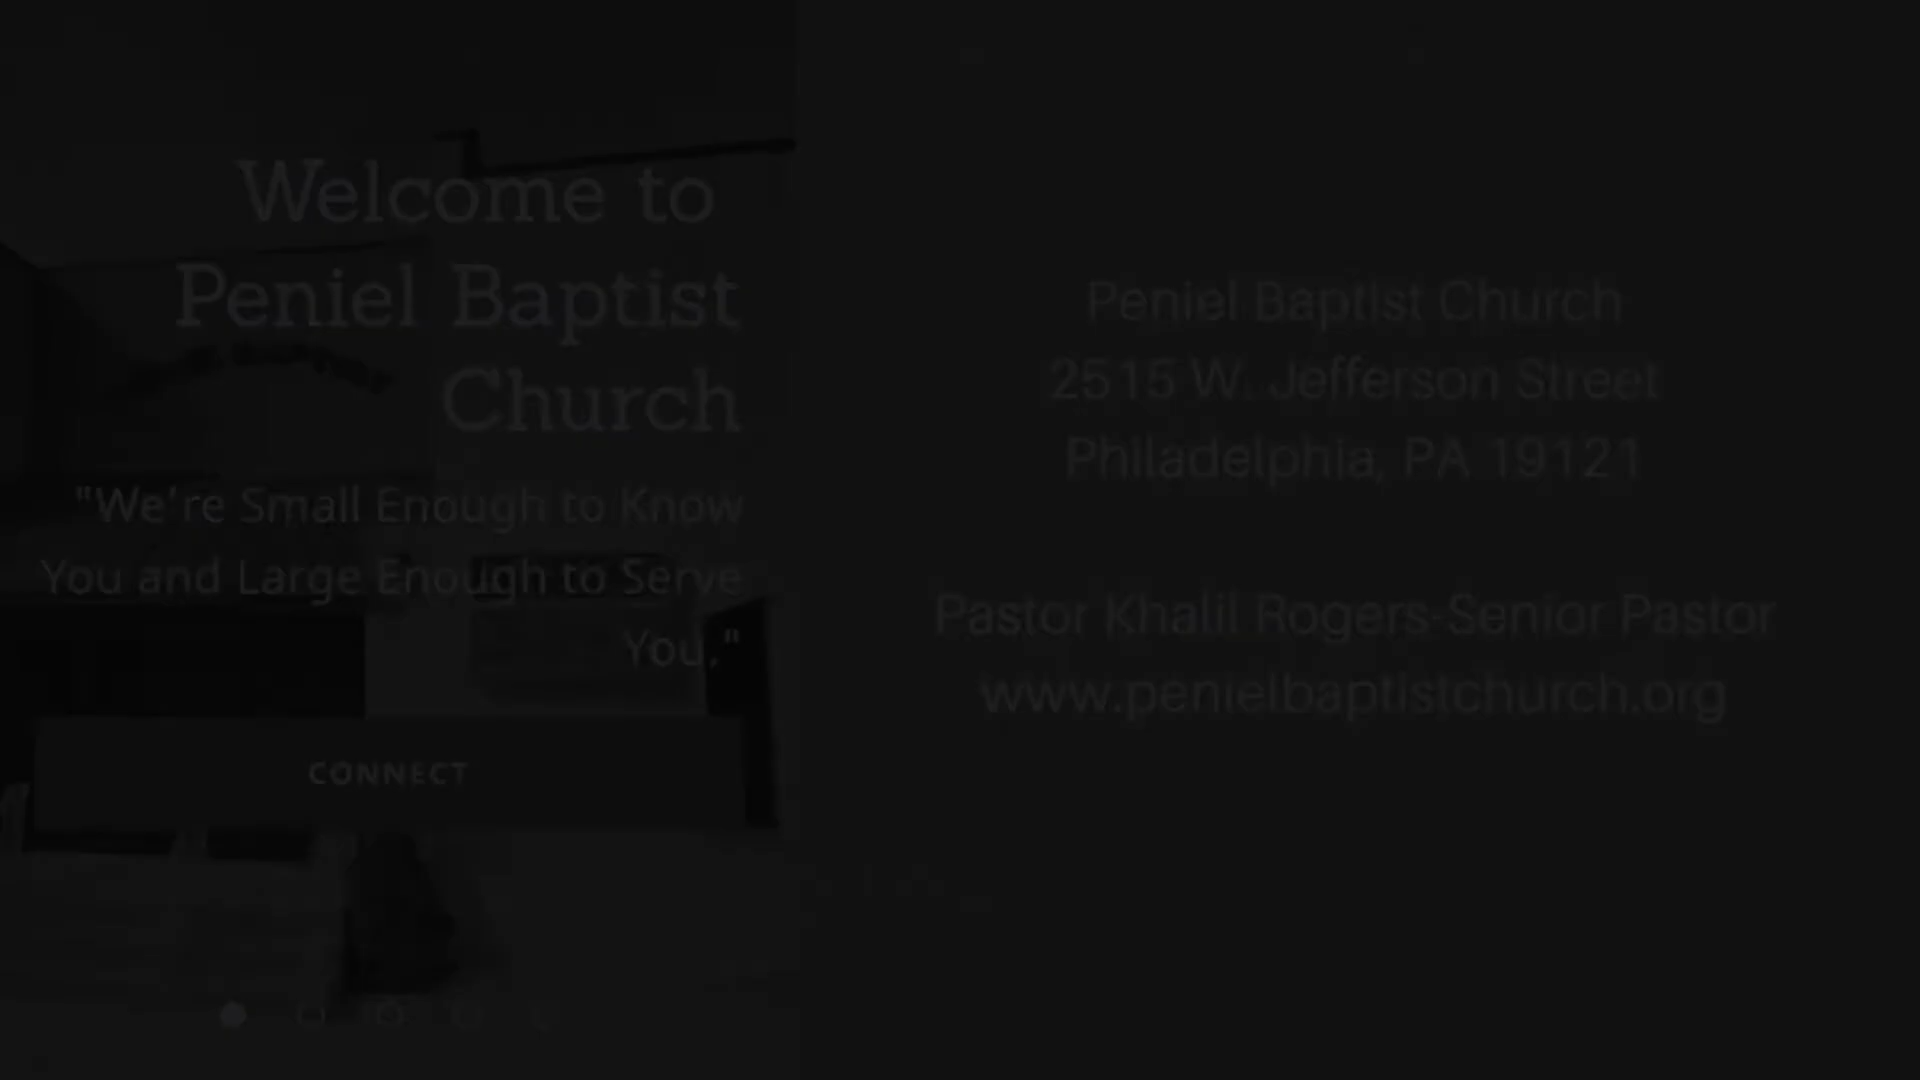 Welcome to
Peniel Baptist
Church
"We're Small Enough to Know
You and Large Enough to Serve
You."
CONNECT
Peniel Baptist Church
2515 W. Jefferson Street
Philadelphia, PA 19121
Pastor Khalil Rogers-Senior Pastor
www.penielbaptistchurch.org